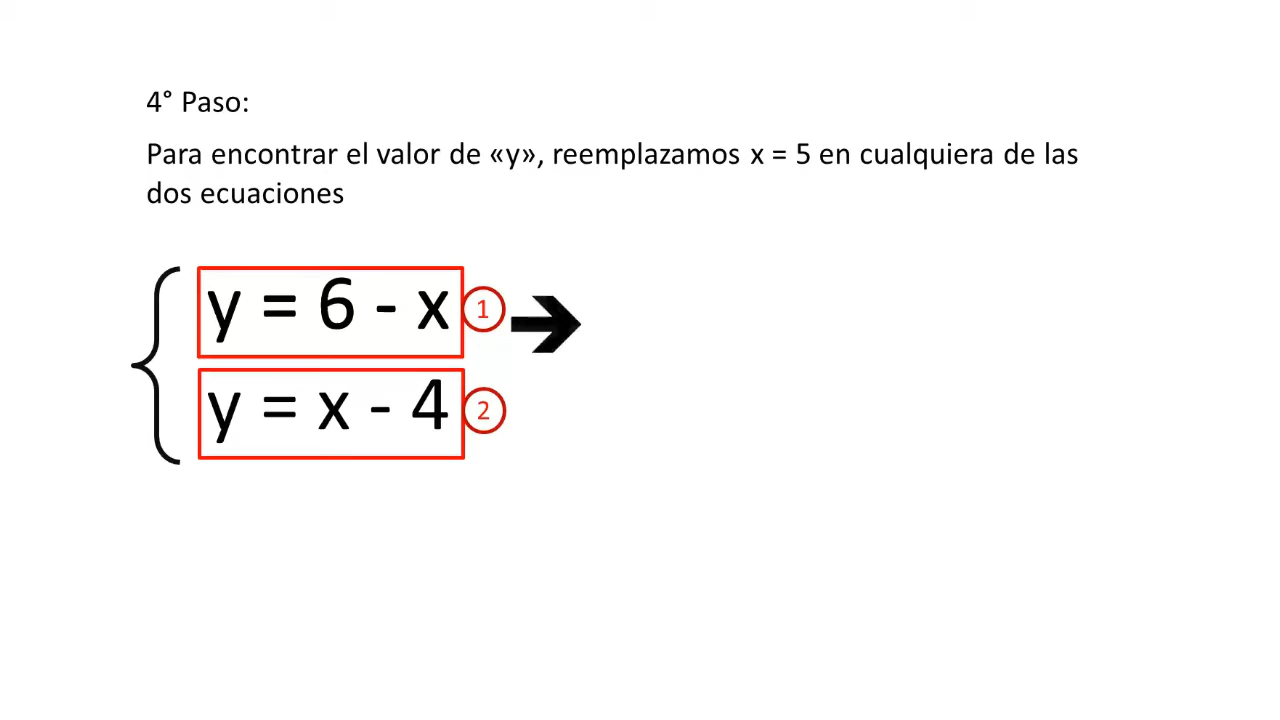 4° Paso:
Para encontrar el valor de «y», reemplazamos x = 5 en cualquiera de las
dos ecuaciones
y = 6 - x 1
y = x - 4 2